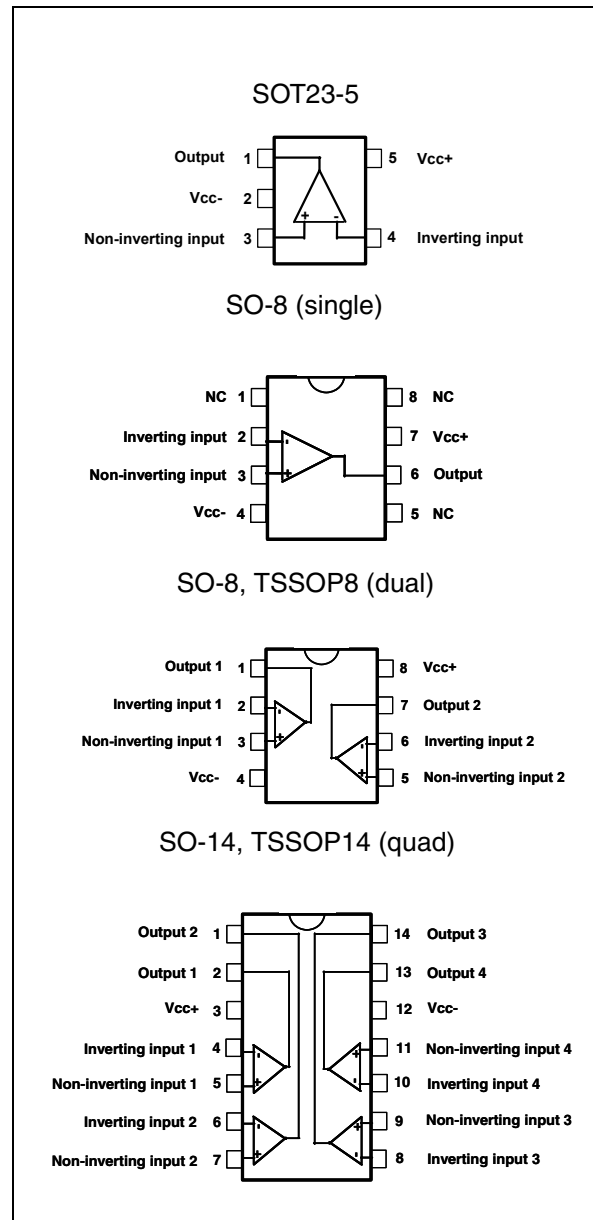 SOT23-5
Output 1 5 Vcc+
Vcc- 2
+ -
Non-inverting input 3 4 Inverting input
SO-8 (single)
NC 1 8 NC
Inverting input 2 - 7 Vcc+
Non-inverting input 3 + 6 Output
Vcc- 4 5 NC
SO-8, TSSOP8 (dual)
Output 1 1 8 Vcc+
Inverting input 1 2 - 7 Output 2
Non-inverting input 1 3 + - 6 Inverting input 2
Vcc- 4 + 5 Non-inverting input 2
SO-14, TSSOP14 (quad)
Output 2 1 14 Output 3
Output 1 2 13 Output 4
Vcc+ 3 12 Vcc-
Inverting input 1 4 - + 11 Non-inverting input 4
Non-inverting input 1 5 + - 10 Inverting input 4
Inverting input 2 6 - + 9 Non-inverting input 3
Non-inverting input 2 7 + - 8 Inverting input 3